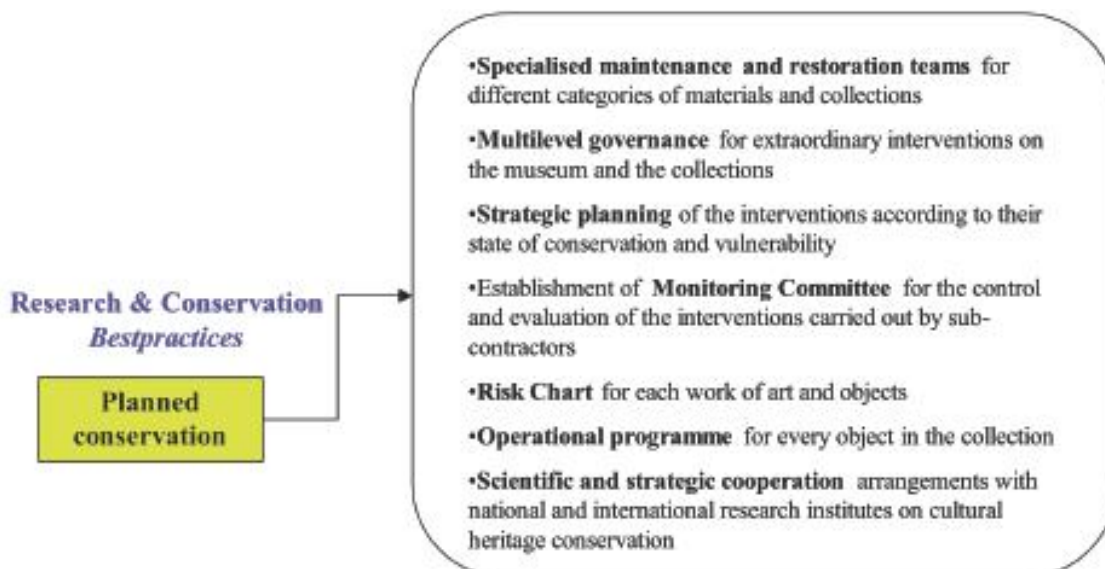 Research & Conservation
Bestpractices
Planned
conservation
•Specialised maintenance and restoration teams for
different categories of materials and collections
•Multilevel governance for extraordinary interventions on
the museum and the collections
•Strategic planning of the interventions according to their
state of conservation and vulnerability
•Establishment of Monitoring Committee for the control
and evaluation of the interventions carried out by sub-
contractors
•Risk Chart for each work of art and objects
•Operational programme for every object in the collection
•Scientific and strategic cooperation arrangements with
national and international research institutes on cultural
heritage conservation